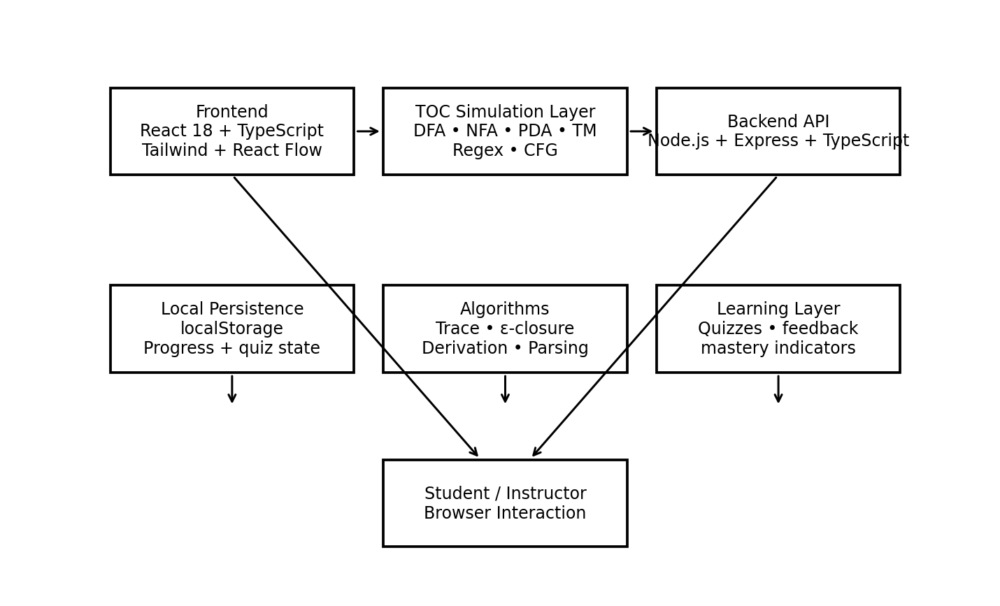 Frontend
React 18 + TypeScript
Tailwind + React Flow
TOC Simulation Layer
DFA • NFA • PDA • TM
Regex • CFG
Backend API
Node.js + Express + TypeScript
Local Persistence
localStorage
Progress + quiz state
Algorithms
Trace • ε-closure
Derivation • Parsing
Learning Layer
Quizzes • feedback
mastery indicators
Student / Instructor
Browser Interaction